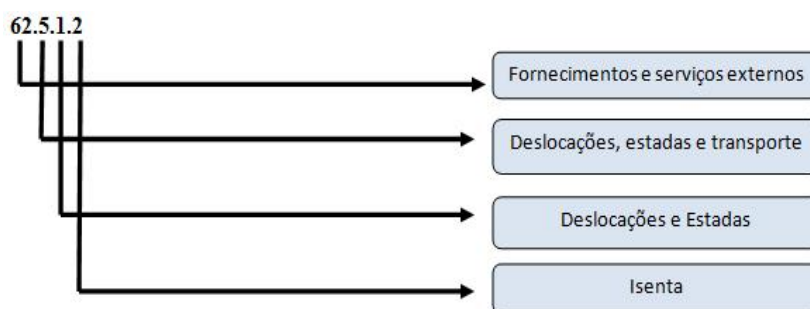 62.5.1.2
Fornecimentos e serviços externos
Deslocações, estadas e transporte
Deslocações e Estadas
Isenta